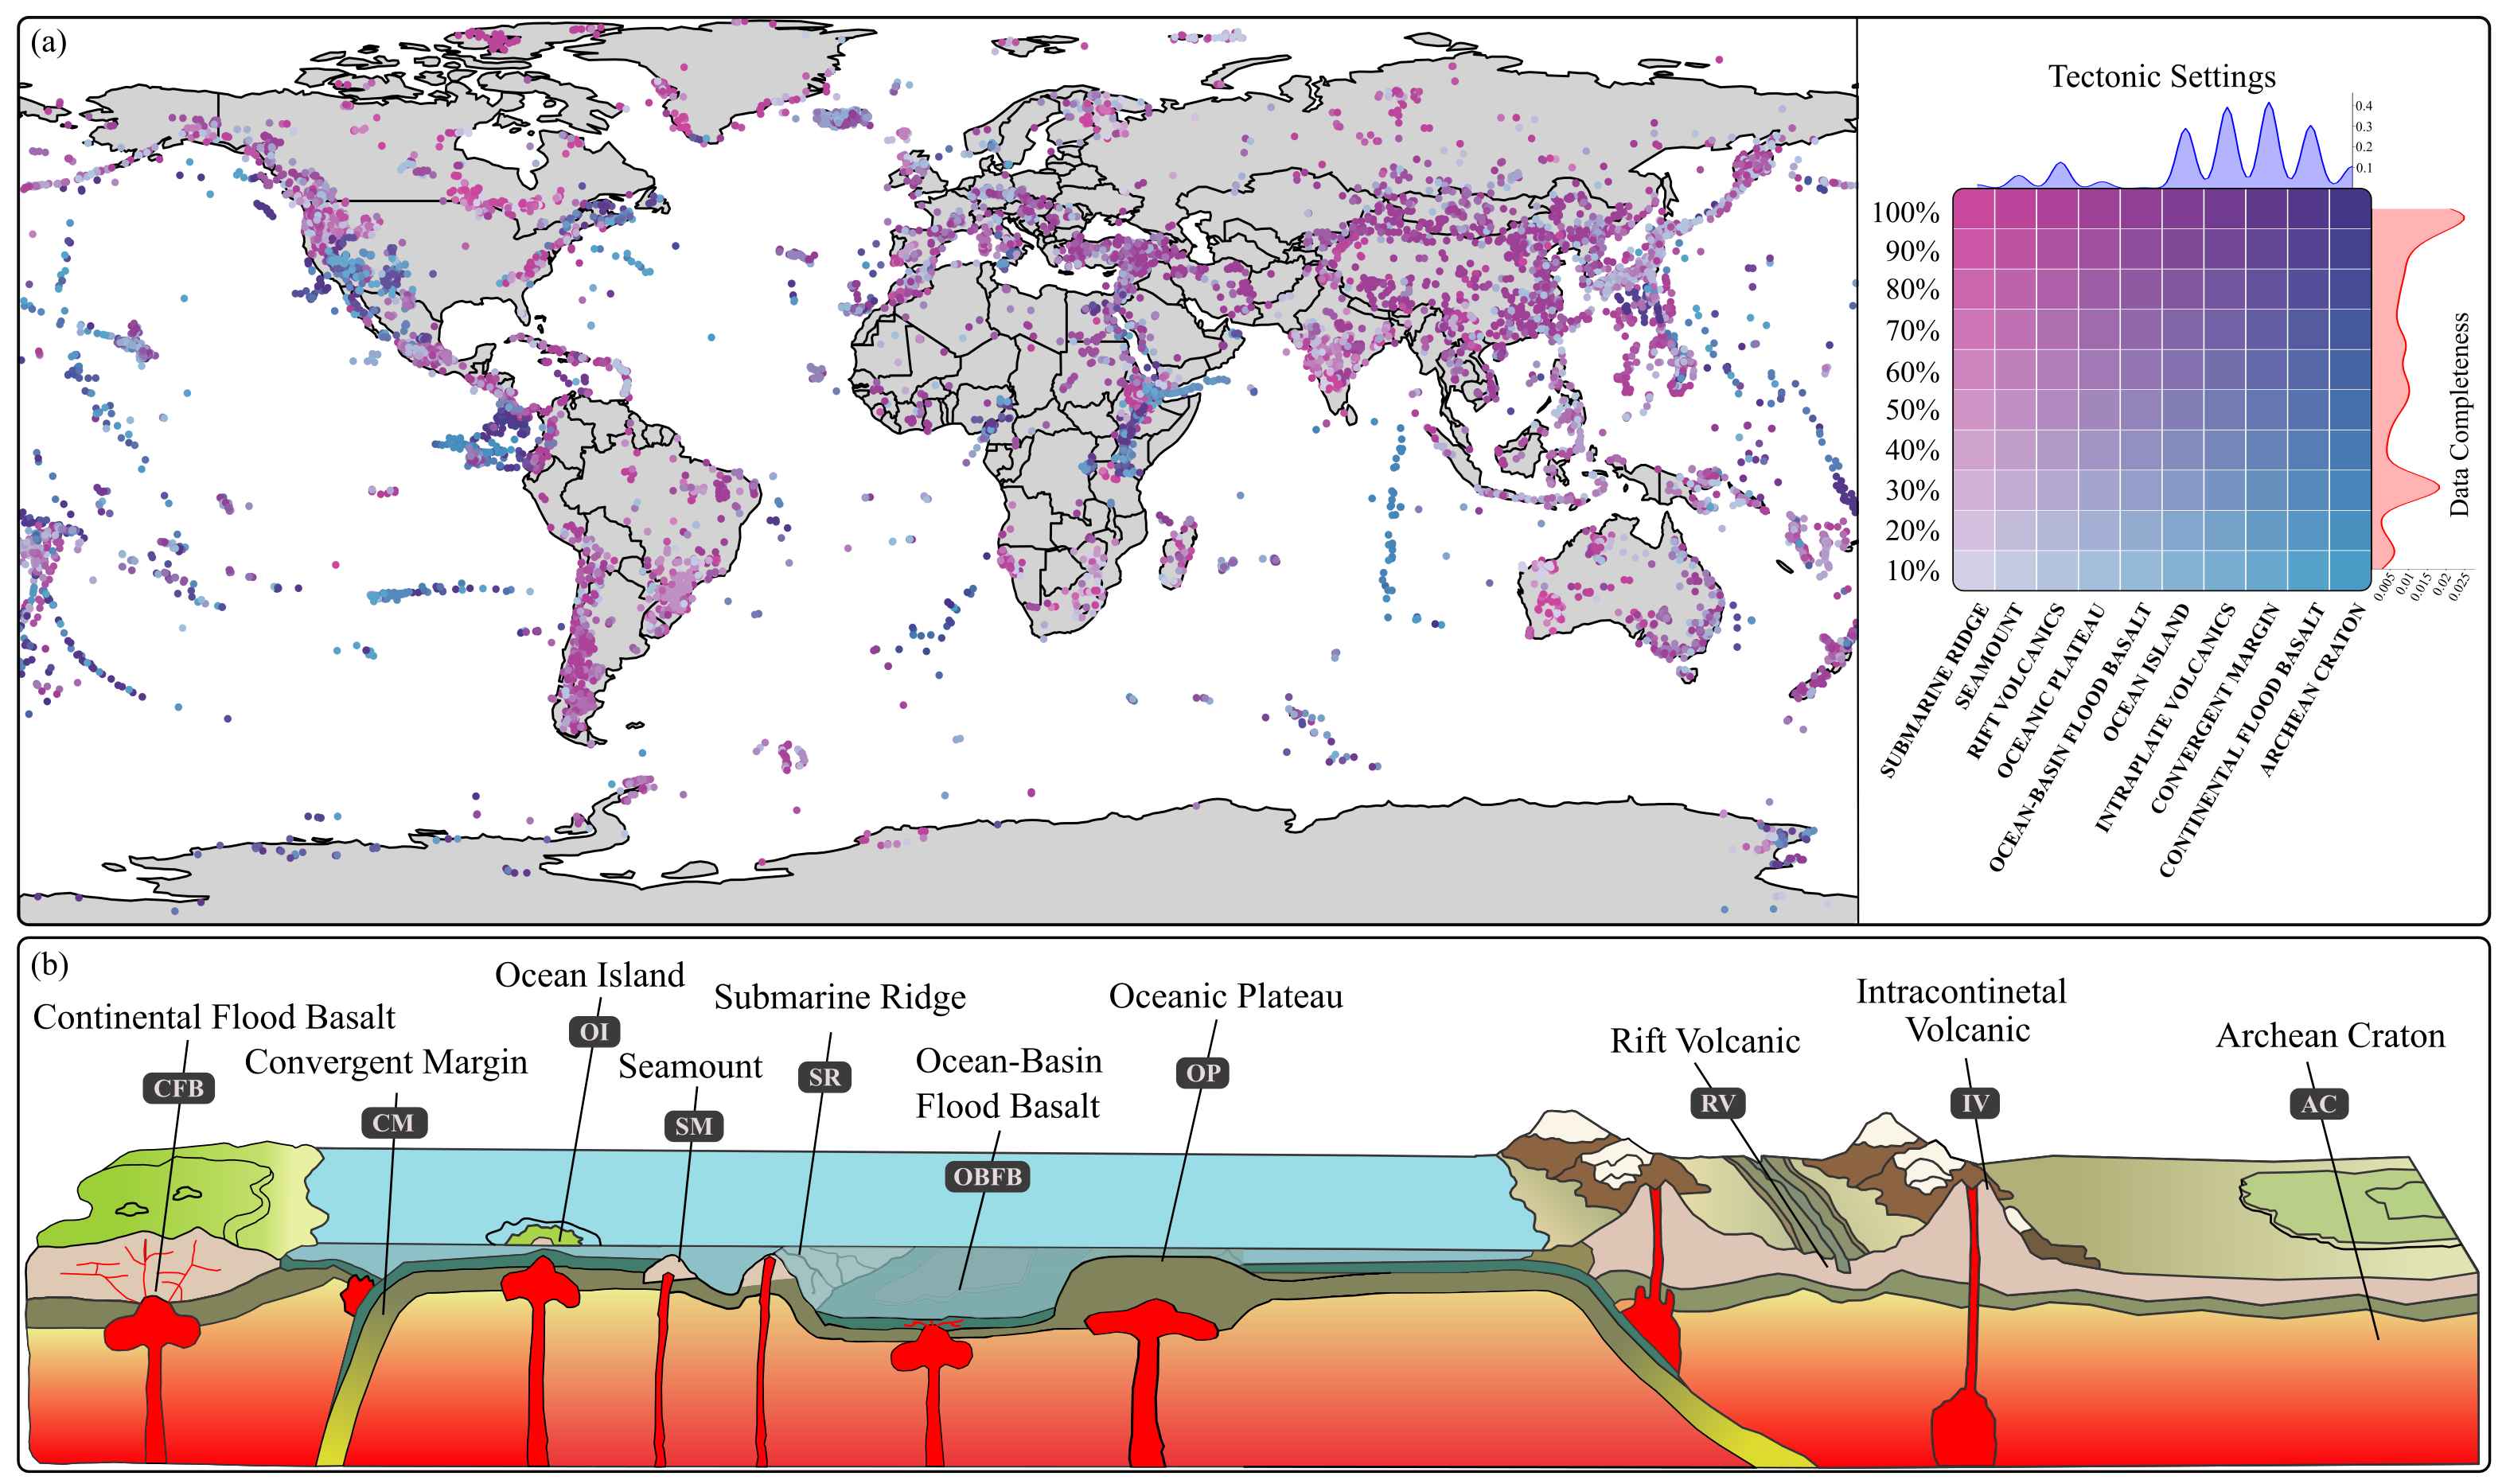 (a)
Tectonic Settings
0.4
0.3
0.2
0.1
100%
90%
80%
70%
60%
50%
40%
30%
20%
10%
Data Completeness
0.005
0.01
0.015
0.02
0.025
SUBMARINE RIDGE
SEAMOUNT
RIFT VOLCANICS
OCEANIC PLATEAU
OCEAN-BASIN FLOOD BASALT
OCEAN ISLAND
INTRAPLATE VOLCANICS
CONVERGENT MARGIN
CONTINENTAL FLOOD BASALT
ARCHEAN CRATON
(b)
Continental Flood Basalt
CFB
Convergent Margin
CM
Ocean Island
OI
Seamount
SM
Submarine Ridge
SR
Ocean-Basin
Flood Basalt
OBFB
Oceanic Plateau
OP
Rift Volcanic
RV
Intracontinetal
Volcanic
IV
Archean Craton
AC